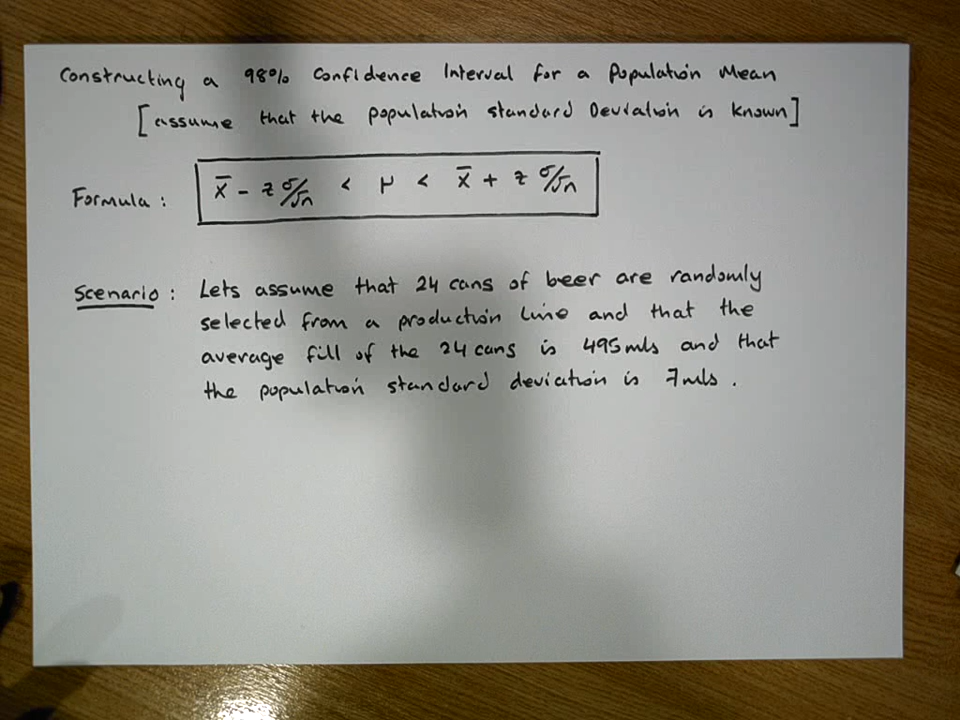 Constructing a 98% Confidence Interval for a Population Mean
[assume that the population standard Deviation is known]
Formula : x̄ - z σ/√n < μ < x̄ + z σ/√n
Scenario : Lets assume that 24 cans of beer are randomly
selected from a production line and that the
average fill of the 24 cans is 495mls and that
the population standard deviation is 7mls.